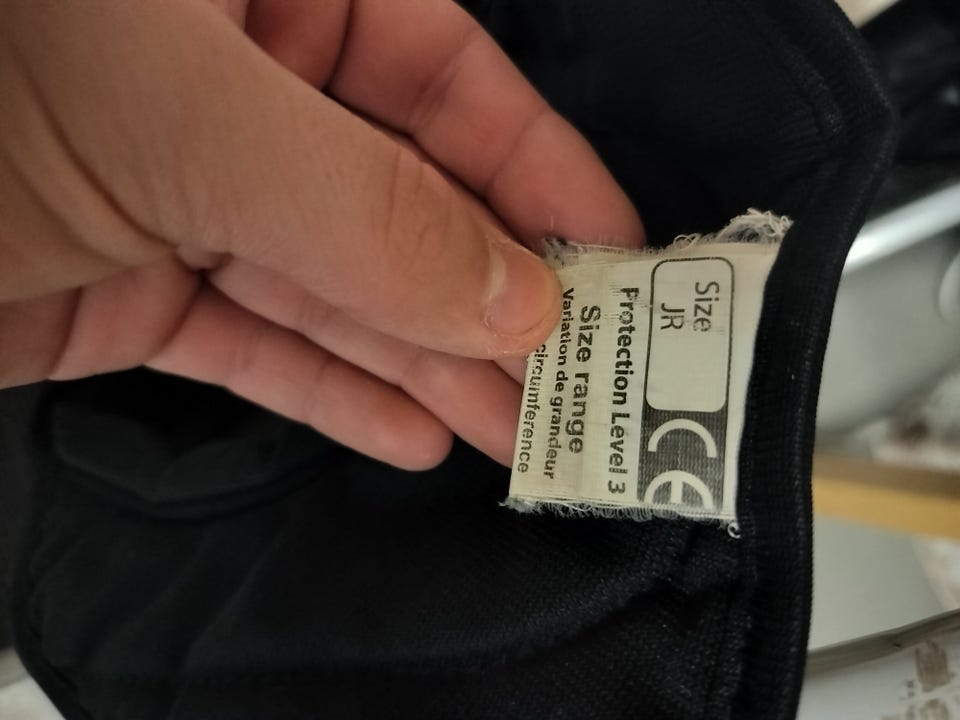 Size
JR
CE
Protection Level 3
Size range
Variation de grandeur
circumference